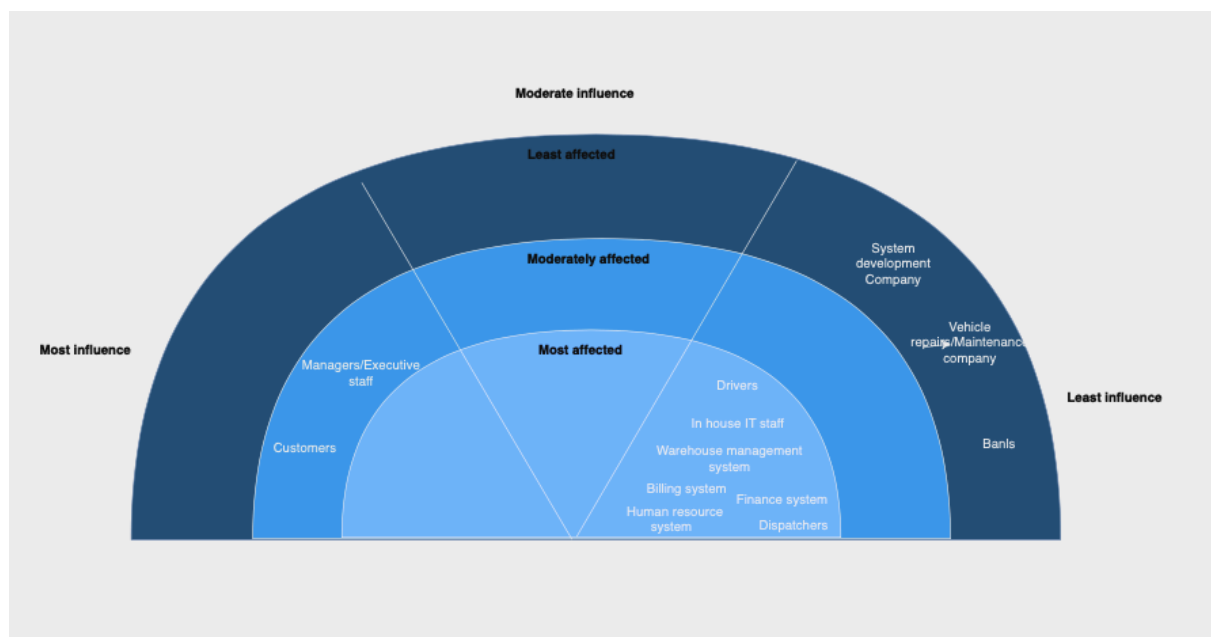 Moderate influence
Least affected
Moderately affected
Most affected
Most influence
Least influence
Managers/Executive
staff
Customers
System
development
Company
Vehicle
repairs/Maintenance
company
Banls
Drivers
In house IT staff
Warehouse management
system
Billing system
Finance system
Human resource
system
Dispatchers